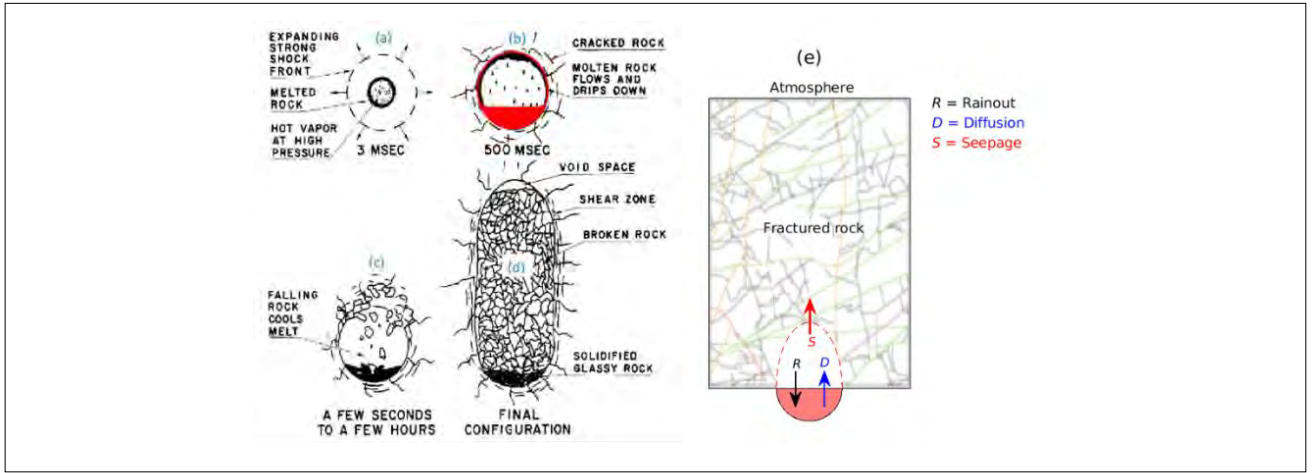 (a)
EXPANDING
STRONG
SHOCK
FRONT
MELTED
ROCK
HOT VAPOR
AT HIGH
PRESSURE
3 MSEC
(b)
CRACKED ROCK
MOLTEN ROCK
FLOWS AND
DRIPS DOWN
500 MSEC
(c)
FALLING
ROCK
COOLS
MELT
A FEW SECONDS
TO A FEW HOURS
VOID SPACE
SHEAR ZONE
BROKEN ROCK
(d)
SOLIDIFIED
GLASSY ROCK
FINAL
CONFIGURATION
(e)
Atmosphere
R = Rainout
D = Diffusion
S = Seepage
Fractured rock
S
R
D